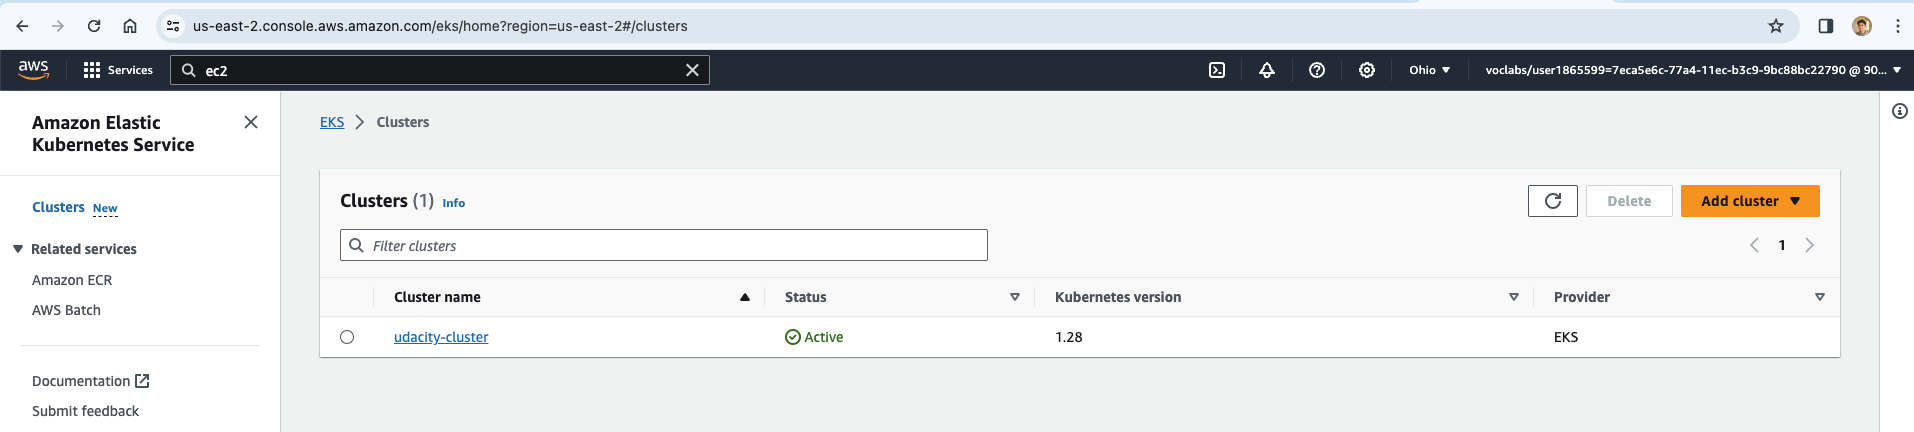 us-east-2.console.aws.amazon.com/eks/home?region=us-east-2#/clusters
aws Services ec2 Ohio voclabs/user1865599=7eca5e6c-77a4-11ec-b3c9-9bc88bc22790 @ 90...
Amazon Elastic
Kubernetes Service
Clusters New
Related services
Amazon ECR
AWS Batch
Documentation
Submit feedback
EKS Clusters
Clusters (1) Info
Delete Add cluster
Filter clusters
1
Cluster name Status Kubernetes version Provider
udacity-cluster Active 1.28 EKS